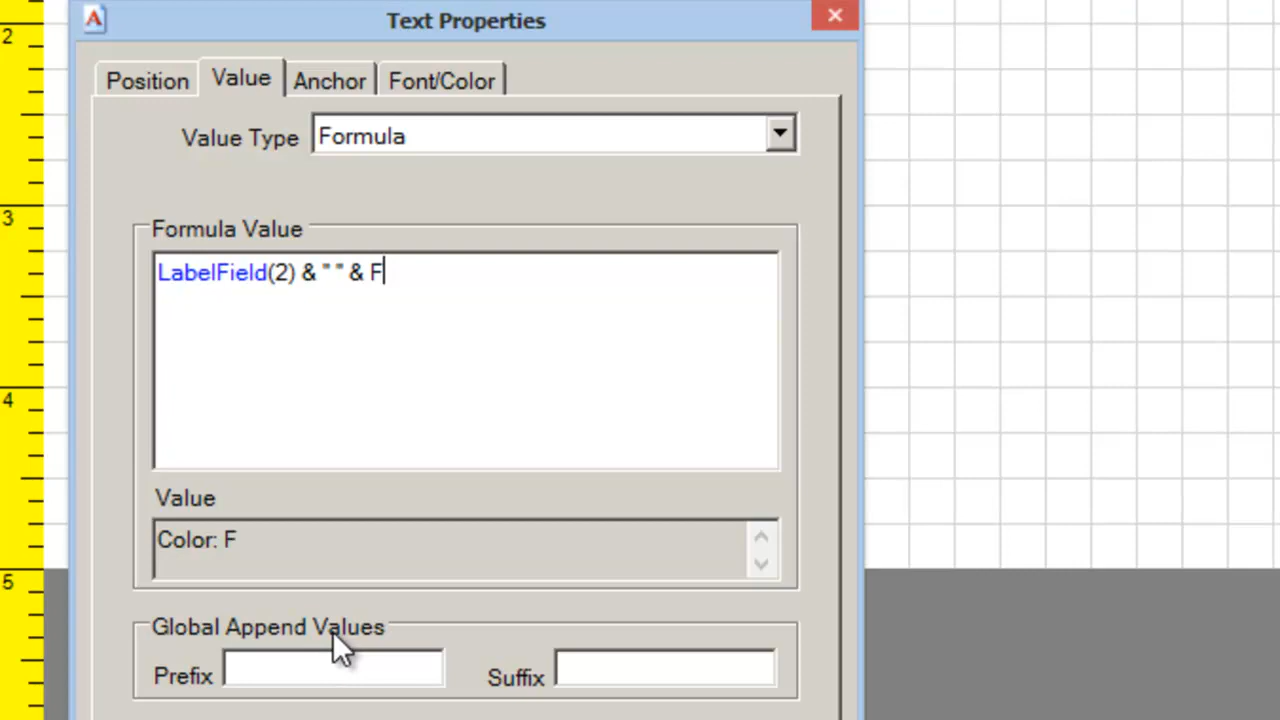 Text Properties
Position Value Anchor Font/Color
Value Type Formula
Formula Value
LabelField(2) & " " & F
Value
Color: F
Global Append Values
Prefix Suffix
2
3
4
5